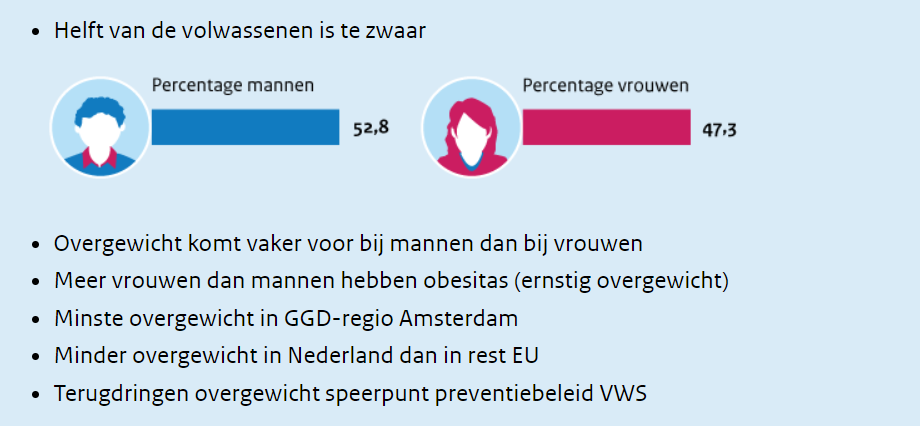 Helft van de volwassenen is te zwaar
Percentage mannen
52,8
Percentage vrouwen
47,3
Overgewicht komt vaker voor bij mannen dan bij vrouwen
Meer vrouwen dan mannen hebben obesitas (ernstig overgewicht)
Minste overgewicht in GGD-regio Amsterdam
Minder overgewicht in Nederland dan in rest EU
Terugdringen overgewicht speerpunt preventiebeleid VWS